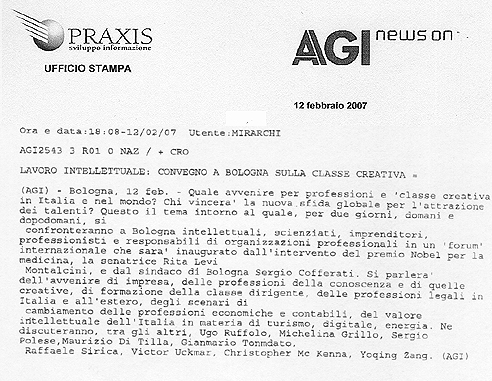 PRAXIS
sviluppo informazione
AGI news on
UFFICIO STAMPA
12 febbraio 2007
Ora e data:18:08-12/02/07 Utente:MIRARCHI
AGI2543 3 R01 0 NAZ / + CRO
LAVORO INTELLETTUALE: CONVEGNO A BOLOGNA SULLA CLASSE CREATIVA =
(AGI) - Bologna, 12 feb. - Quale avvenire per professioni e 'classe creativa
in Italia e nel mondo? Chi vincera' la nuova sfida globale per l'attrazione
dei talenti? Questo il tema intorno al quale, per due giorni, domani e
dopodomani, si
confronteranno a Bologna intellettuali, scienziati, imprenditori,
professionisti e responsabili di organizzazioni professionali in un 'forum'
internazionale che sara' inaugurato dall'intervento del premio Nobel per la
medicina, la senatrice Rita Levi
Montalcini, e dal sindaco di Bologna Sergio Cofferati. Si parlera'
dell'avvenire di impresa, delle professioni della conoscenza e di quelle
creative, di formazione della classe dirigente, delle professioni legali in
Italia e all'estero, degli scenari di
cambiamento delle professioni economiche e contabili, del valore
intellettuale dell'Italia in materia di turismo, digitale, energia. (Ne
discuteranno, tra gli altri, Ugo Ruffolo, Michelina Grillo, Sergio
Polese,Maurizio Di Tilla, Gianmario Tonmdato,
Raffaele Sirica, Victor Uckmar, Christopher Mc Kenna, Yoqing Zang. (AGI)